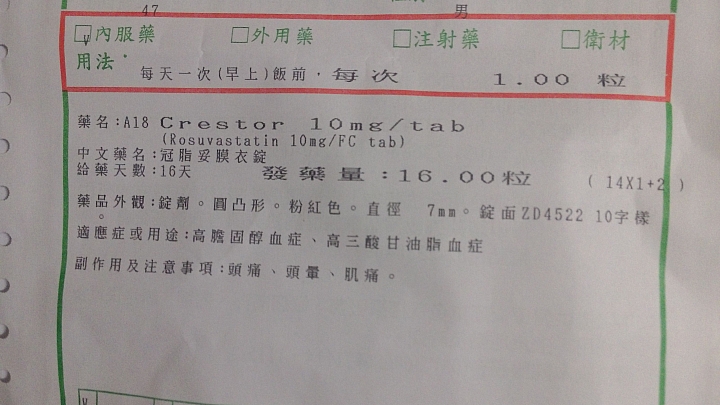 47
男
☑內服藥 □外用藥 □注射藥 □衛材
用法
每天一次(早上)飯前，每次 1.00 粒
藥名：A18 Crestor 10mg/tab
(Rosuvastatin 10mg/FC tab)
中文藥名：冠脂妥膜衣錠
給藥天數：16天 發藥量：16.00粒 ( 14X1+2 )
藥品外觀：錠劑。圓凸形。粉紅色。直徑 7mm。錠面ZD4522 10字樣
。
適應症或用途：高膽固醇血症、高三酸甘油脂血症
副作用及注意事項：頭痛、頭暈、肌痛。